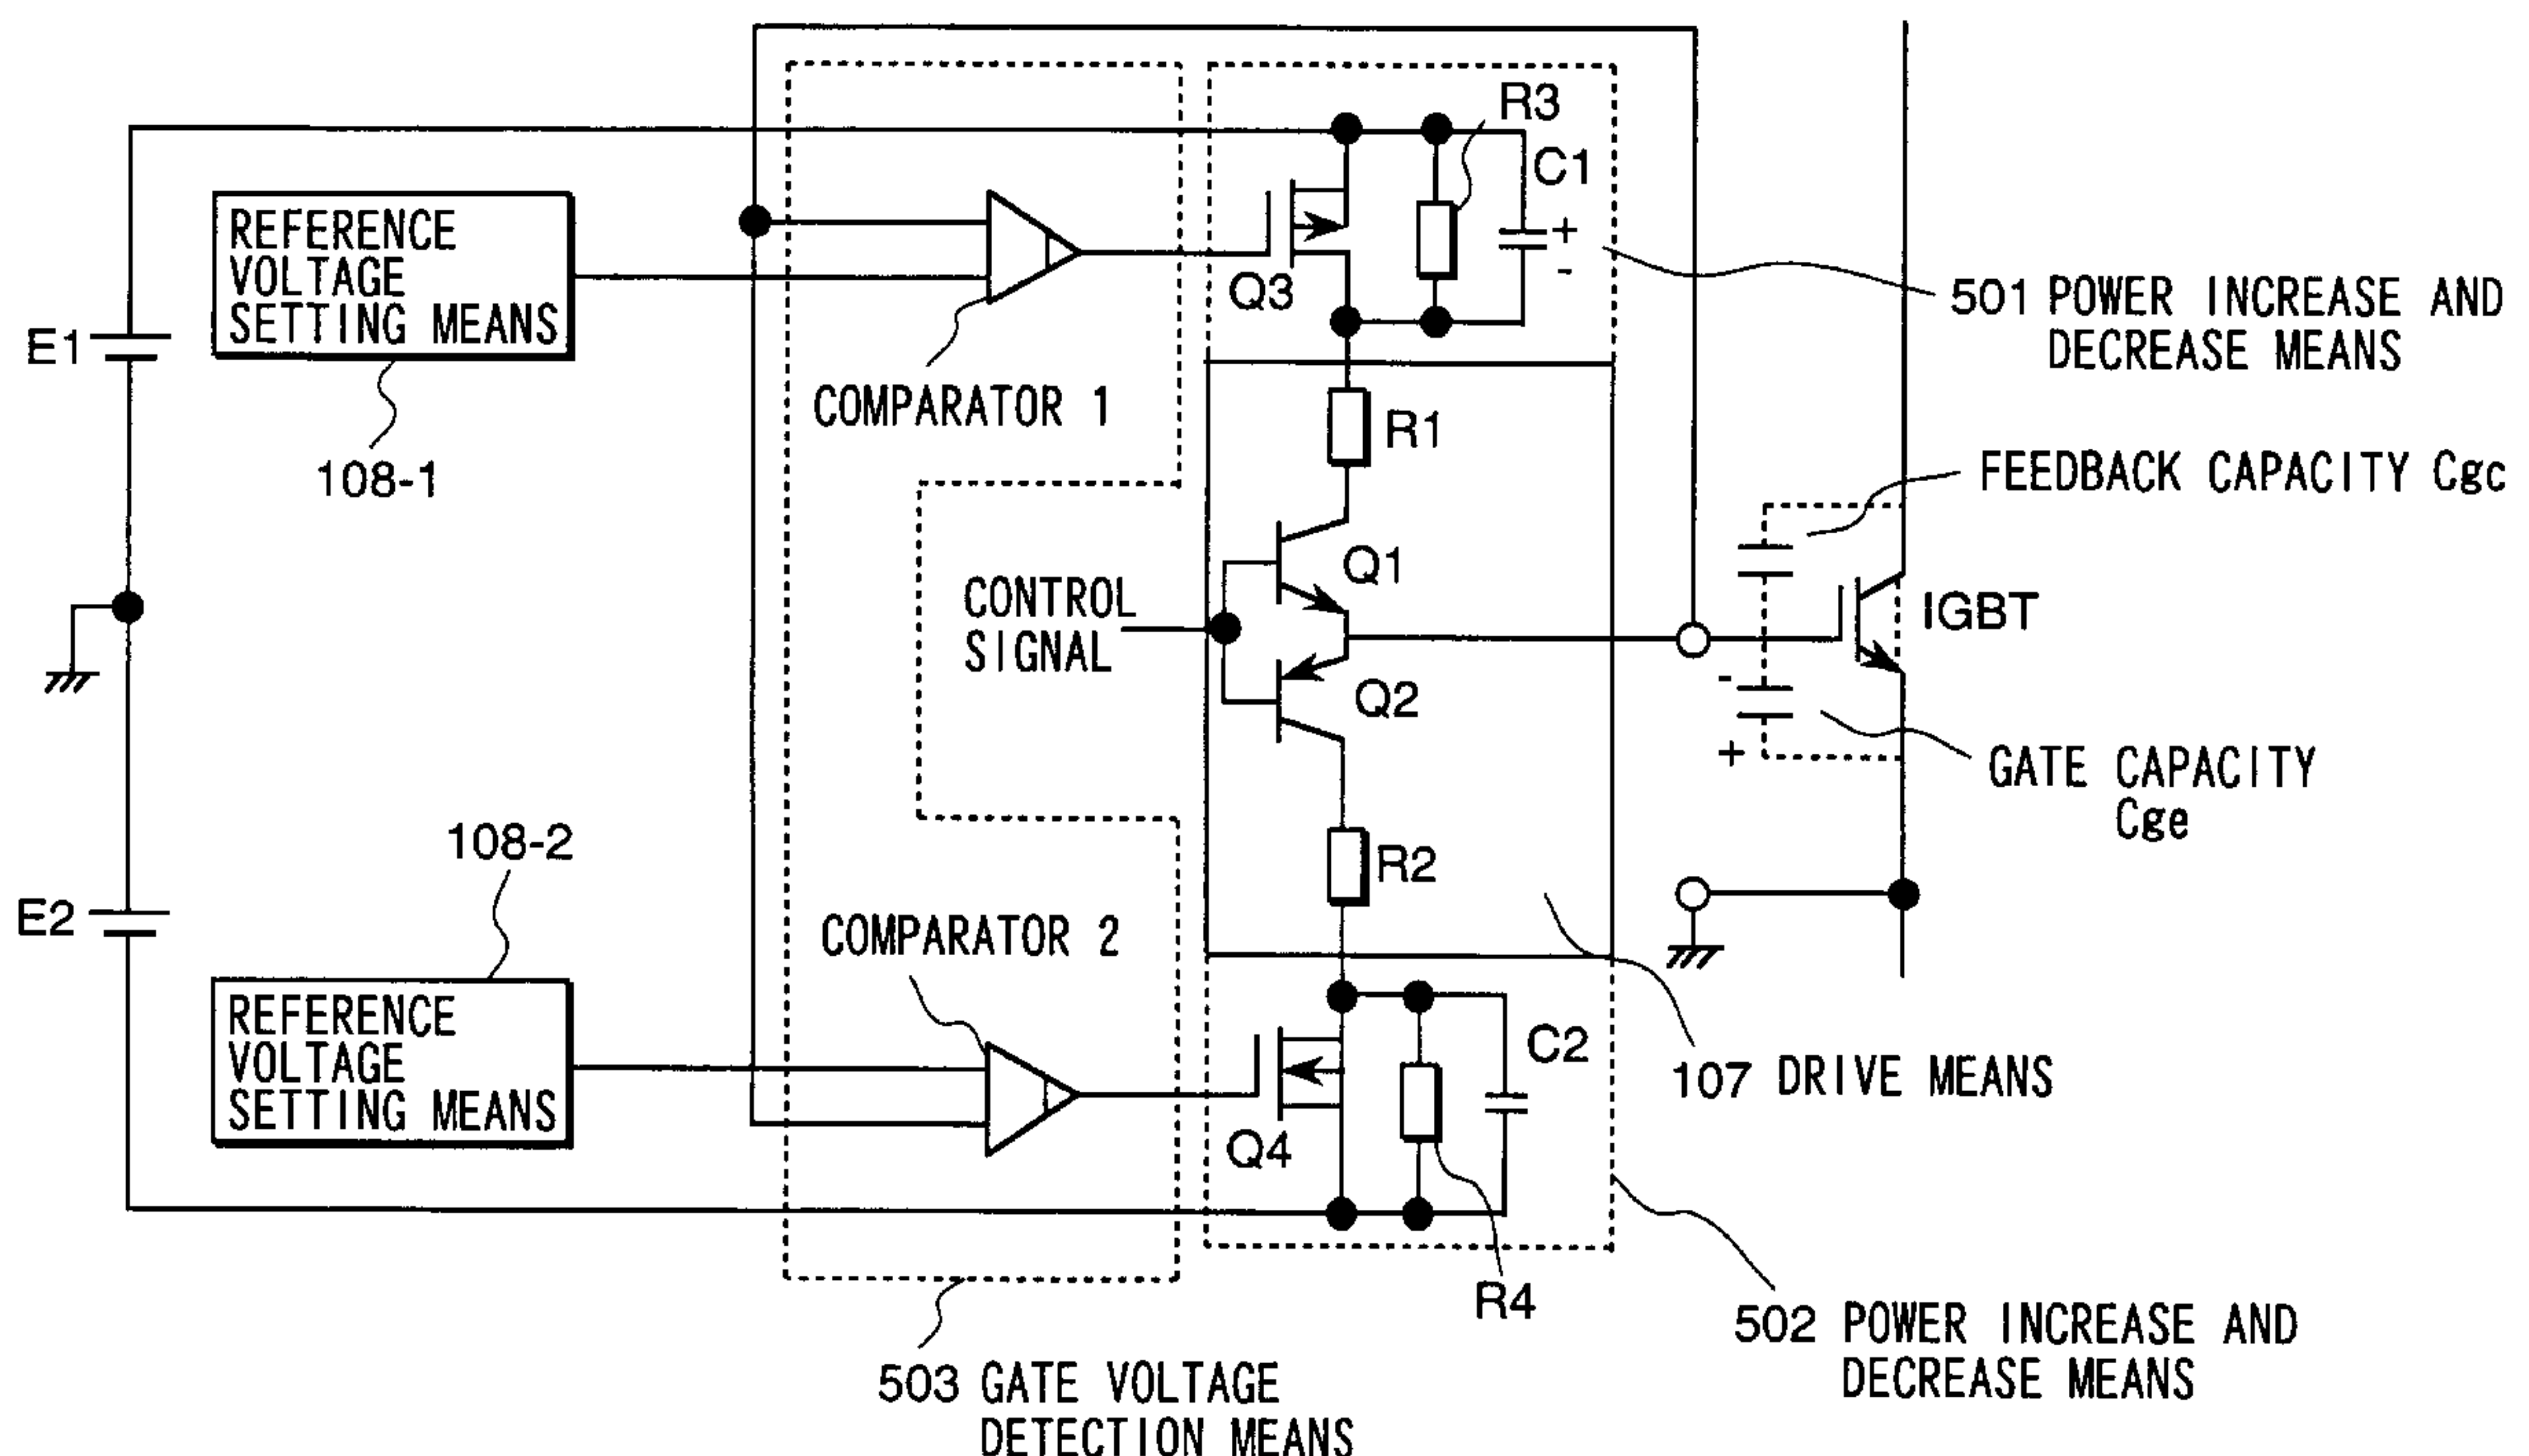 R3
C1
+
-
REFERENCE
VOLTAGE
SETTING MEANS
Q3
501 POWER INCREASE AND
DECREASE MEANS
E1
COMPARATOR 1
R1
108-1
FEEDBACK CAPACITY Cgc
Q1
CONTROL
SIGNAL
IGBT
-
Q2
+
GATE CAPACITY
Cge
108-2
R2
E2
COMPARATOR 2
REFERENCE
VOLTAGE
SETTING MEANS
C2
107 DRIVE MEANS
Q4
R4
502 POWER INCREASE AND
DECREASE MEANS
503 GATE VOLTAGE
DETECTION MEANS